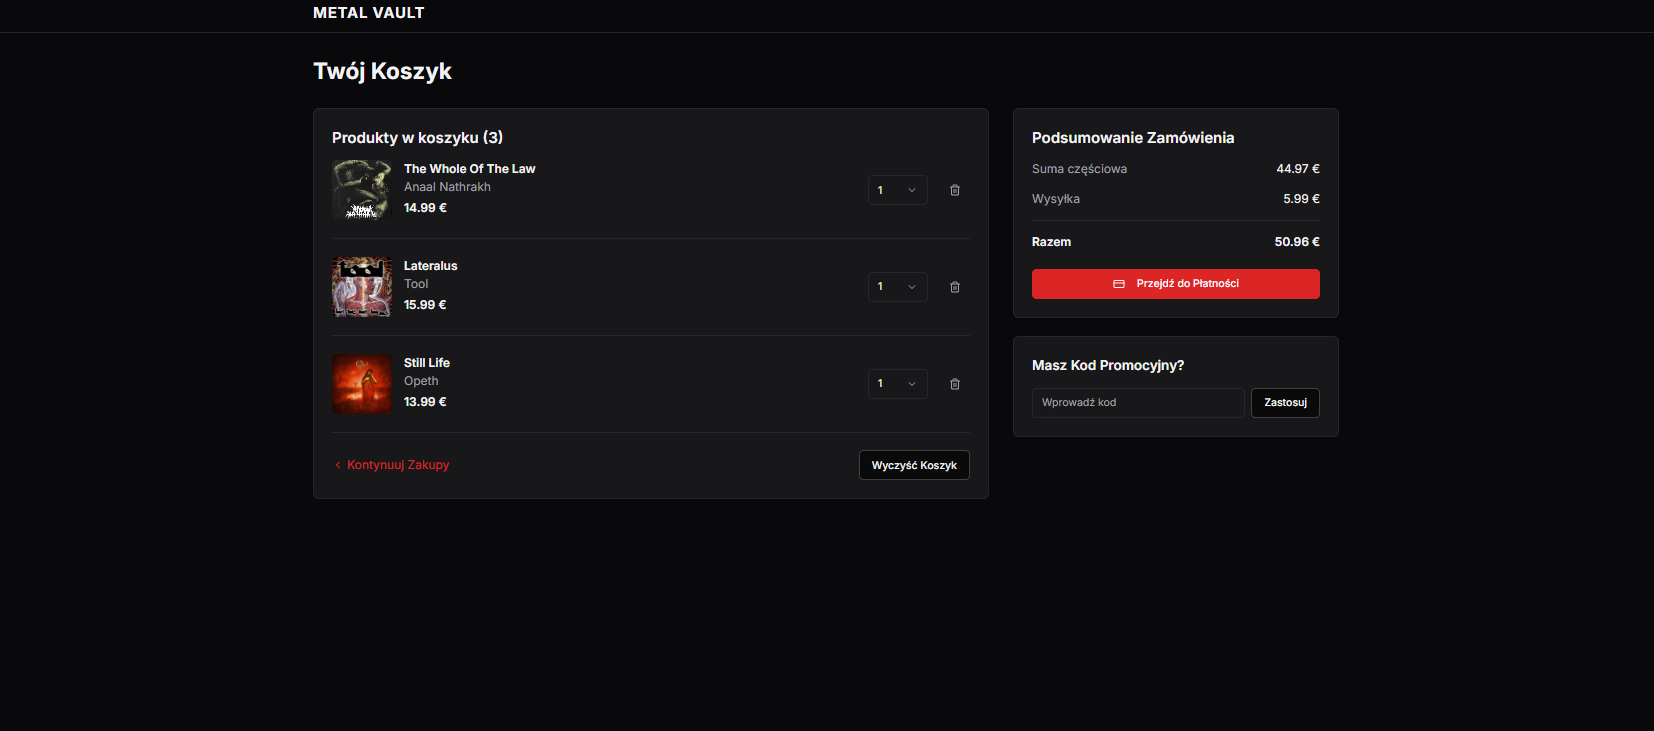 METAL VAULT
Twój Koszyk
Produkty w koszyku (3)
The Whole Of The Law
Anaal Nathrakh
14.99 €
1
Lateralus
Tool
15.99 €
1
Still Life
Opeth
13.99 €
1
Kontynuuj Zakupy
Wyczyść Koszyk
Podsumowanie Zamówienia
Suma częściowa 44.97 €
Wysyłka 5.99 €
Razem 50.96 €
Przejdź do Płatności
Masz Kod Promocyjny?
Wprowadź kod
Zastosuj